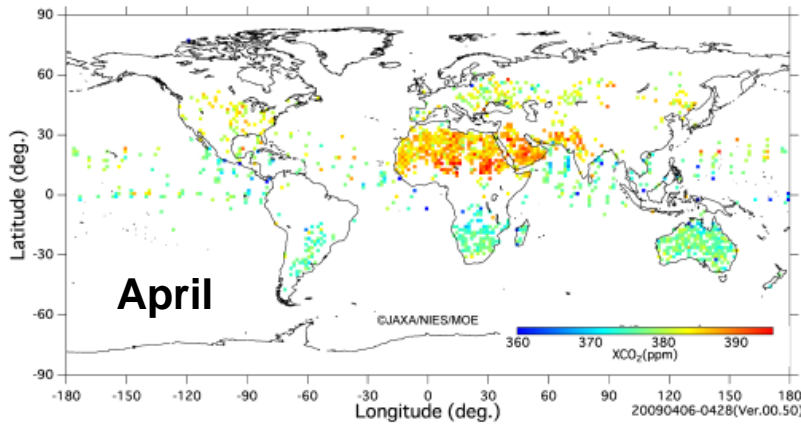 90
60
30
0
-30
-60
-90
Latitude (deg.)
April
©JAXA/NIES/MOE
360 370 380 390
XCO₂(ppm)
-180 -150 -120 -90 -60 -30 0 30 60 90 120 150 180
Longitude (deg.)
20090406-0428(Ver.00.50)